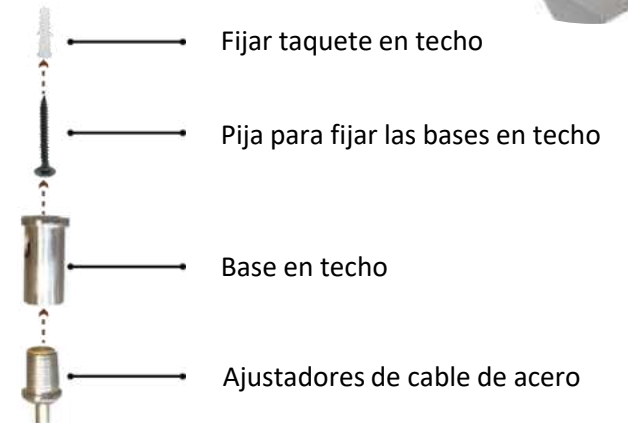 Fijar taquete en techo
Pija para fijar las bases en techo
Base en techo
Ajustadores de cable de acero